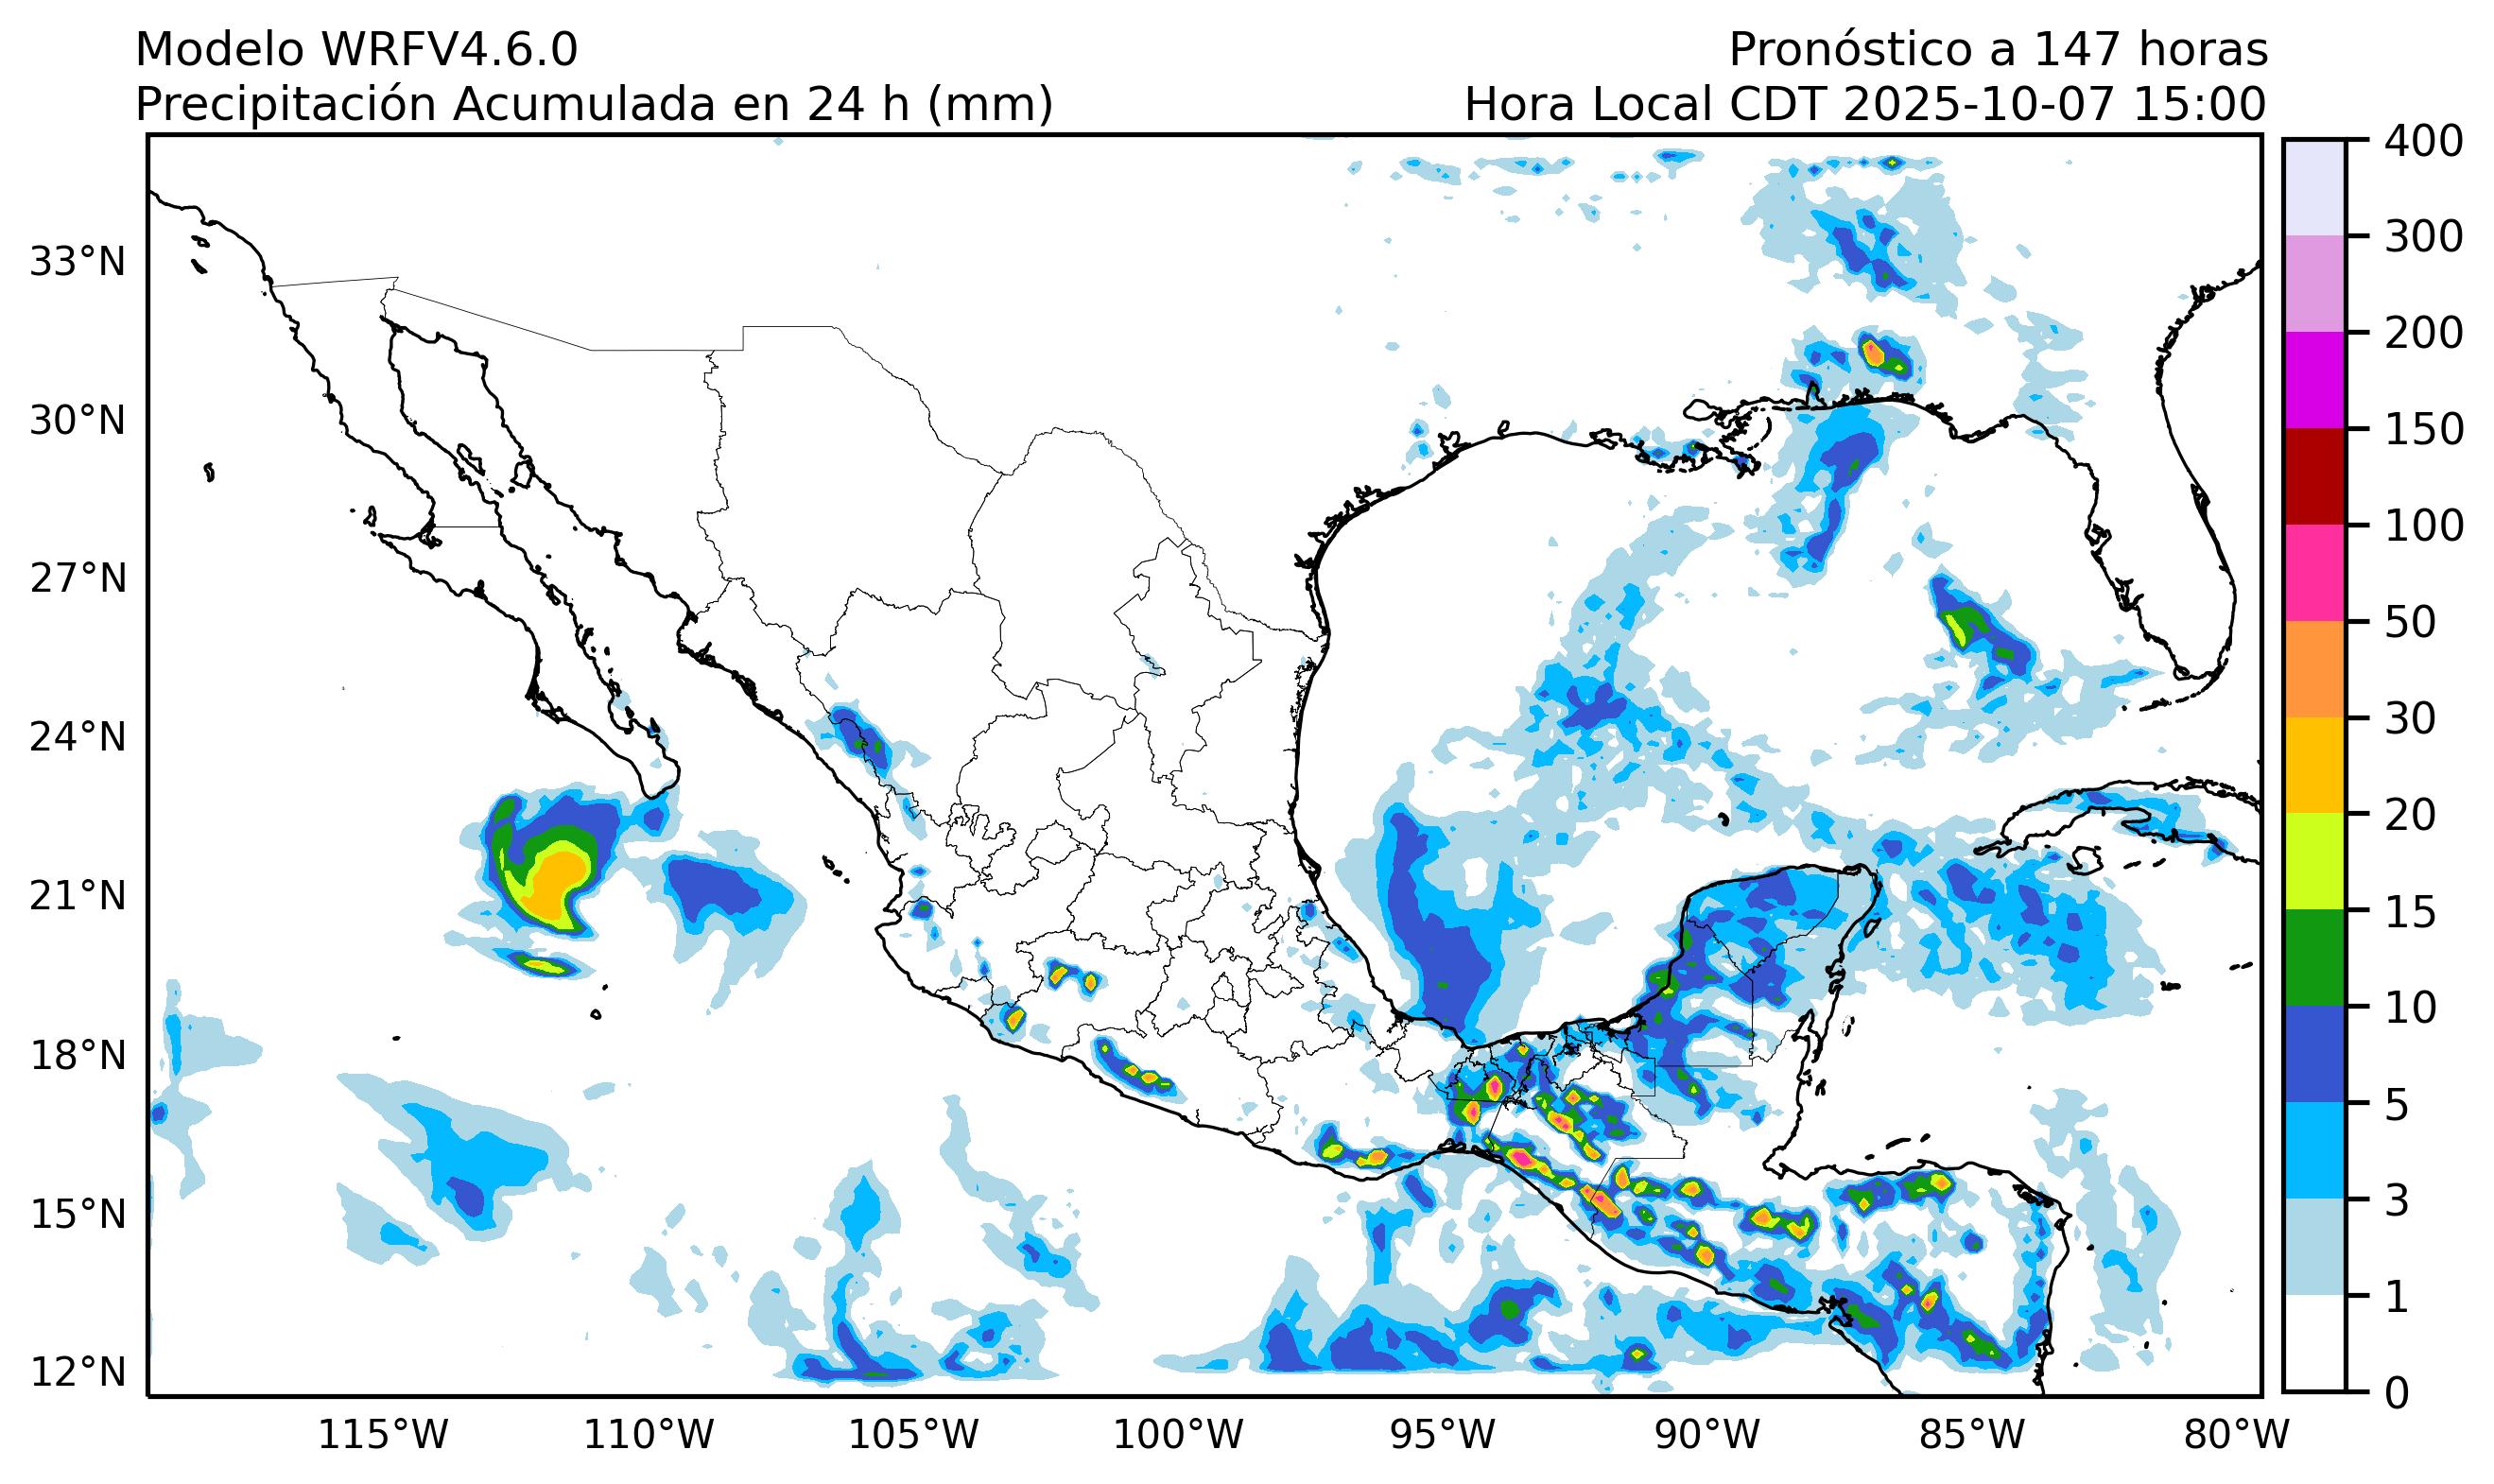 Modelo WRFV4.6.0
Pronóstico a 147 horas
Precipitación Acumulada en 24 h (mm)
Hora Local CDT 2025-10-07 15:00
400
300
200
150
100
50
30
20
15
10
5
3
1
0
33°N
30°N
27°N
24°N
21°N
18°N
15°N
12°N
115°W
110°W
105°W
100°W
95°W
90°W
85°W
80°W